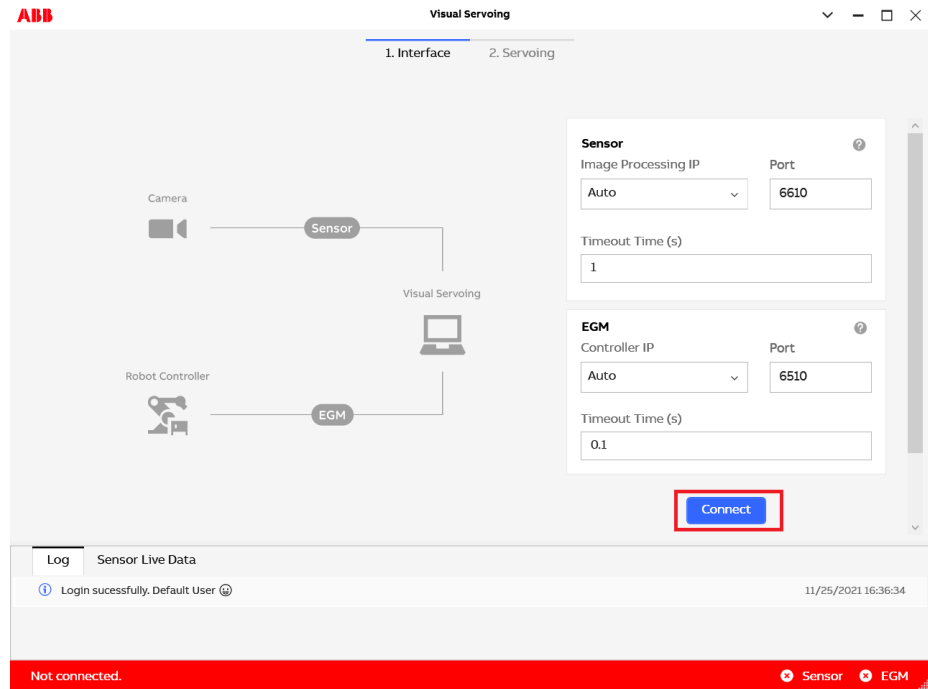 ABB
Visual Servoing
1. Interface
2. Servoing
Sensor
Image Processing IP
Port
Auto
6610
Timeout Time (s)
1
Camera
Sensor
Visual Servoing
Robot Controller
EGM
EGM
Controller IP
Port
Auto
6510
Timeout Time (s)
0.1
Connect
Log
Sensor Live Data
Login sucessfully. Default User
11/25/2021 16:36:34
Not connected.
Sensor
EGM